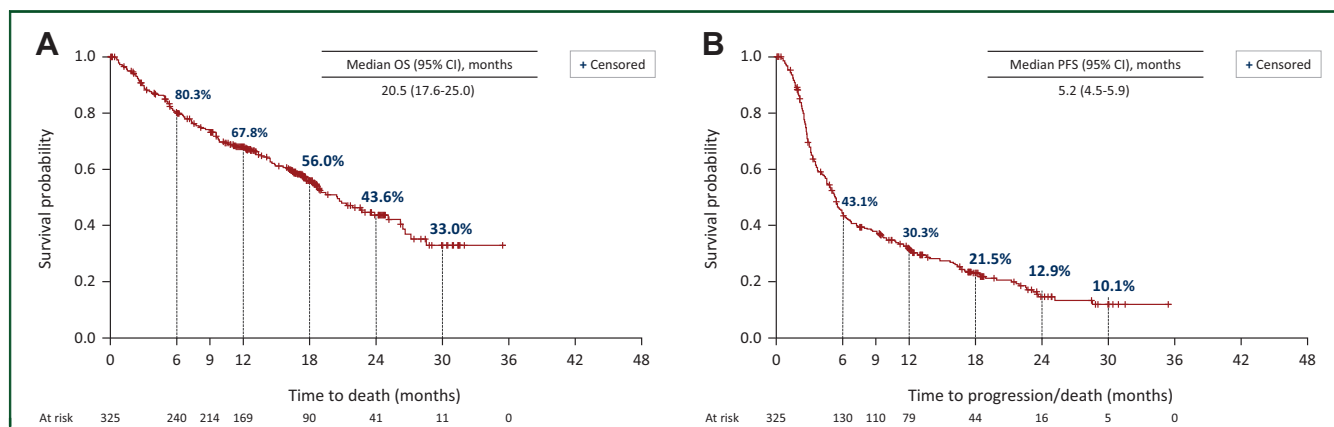 A
Median OS (95% CI), months
20.5 (17.6-25.0)
+ Censored
Survival probability
1.0
0.8
0.6
0.4
0.2
0.0
80.3%
67.8%
56.0%
43.6%
33.0%
0 6 9 12 18 24 30 36 42 48
Time to death (months)
At risk 325 240 214 169 90 41 11 0
B
Median PFS (95% CI), months
5.2 (4.5-5.9)
+ Censored
Survival probability
1.0
0.8
0.6
0.4
0.2
0.0
43.1%
30.3%
21.5%
12.9%
10.1%
0 6 9 12 18 24 30 36 42 48
Time to progression/death (months)
At risk 325 130 110 79 44 16 5 0